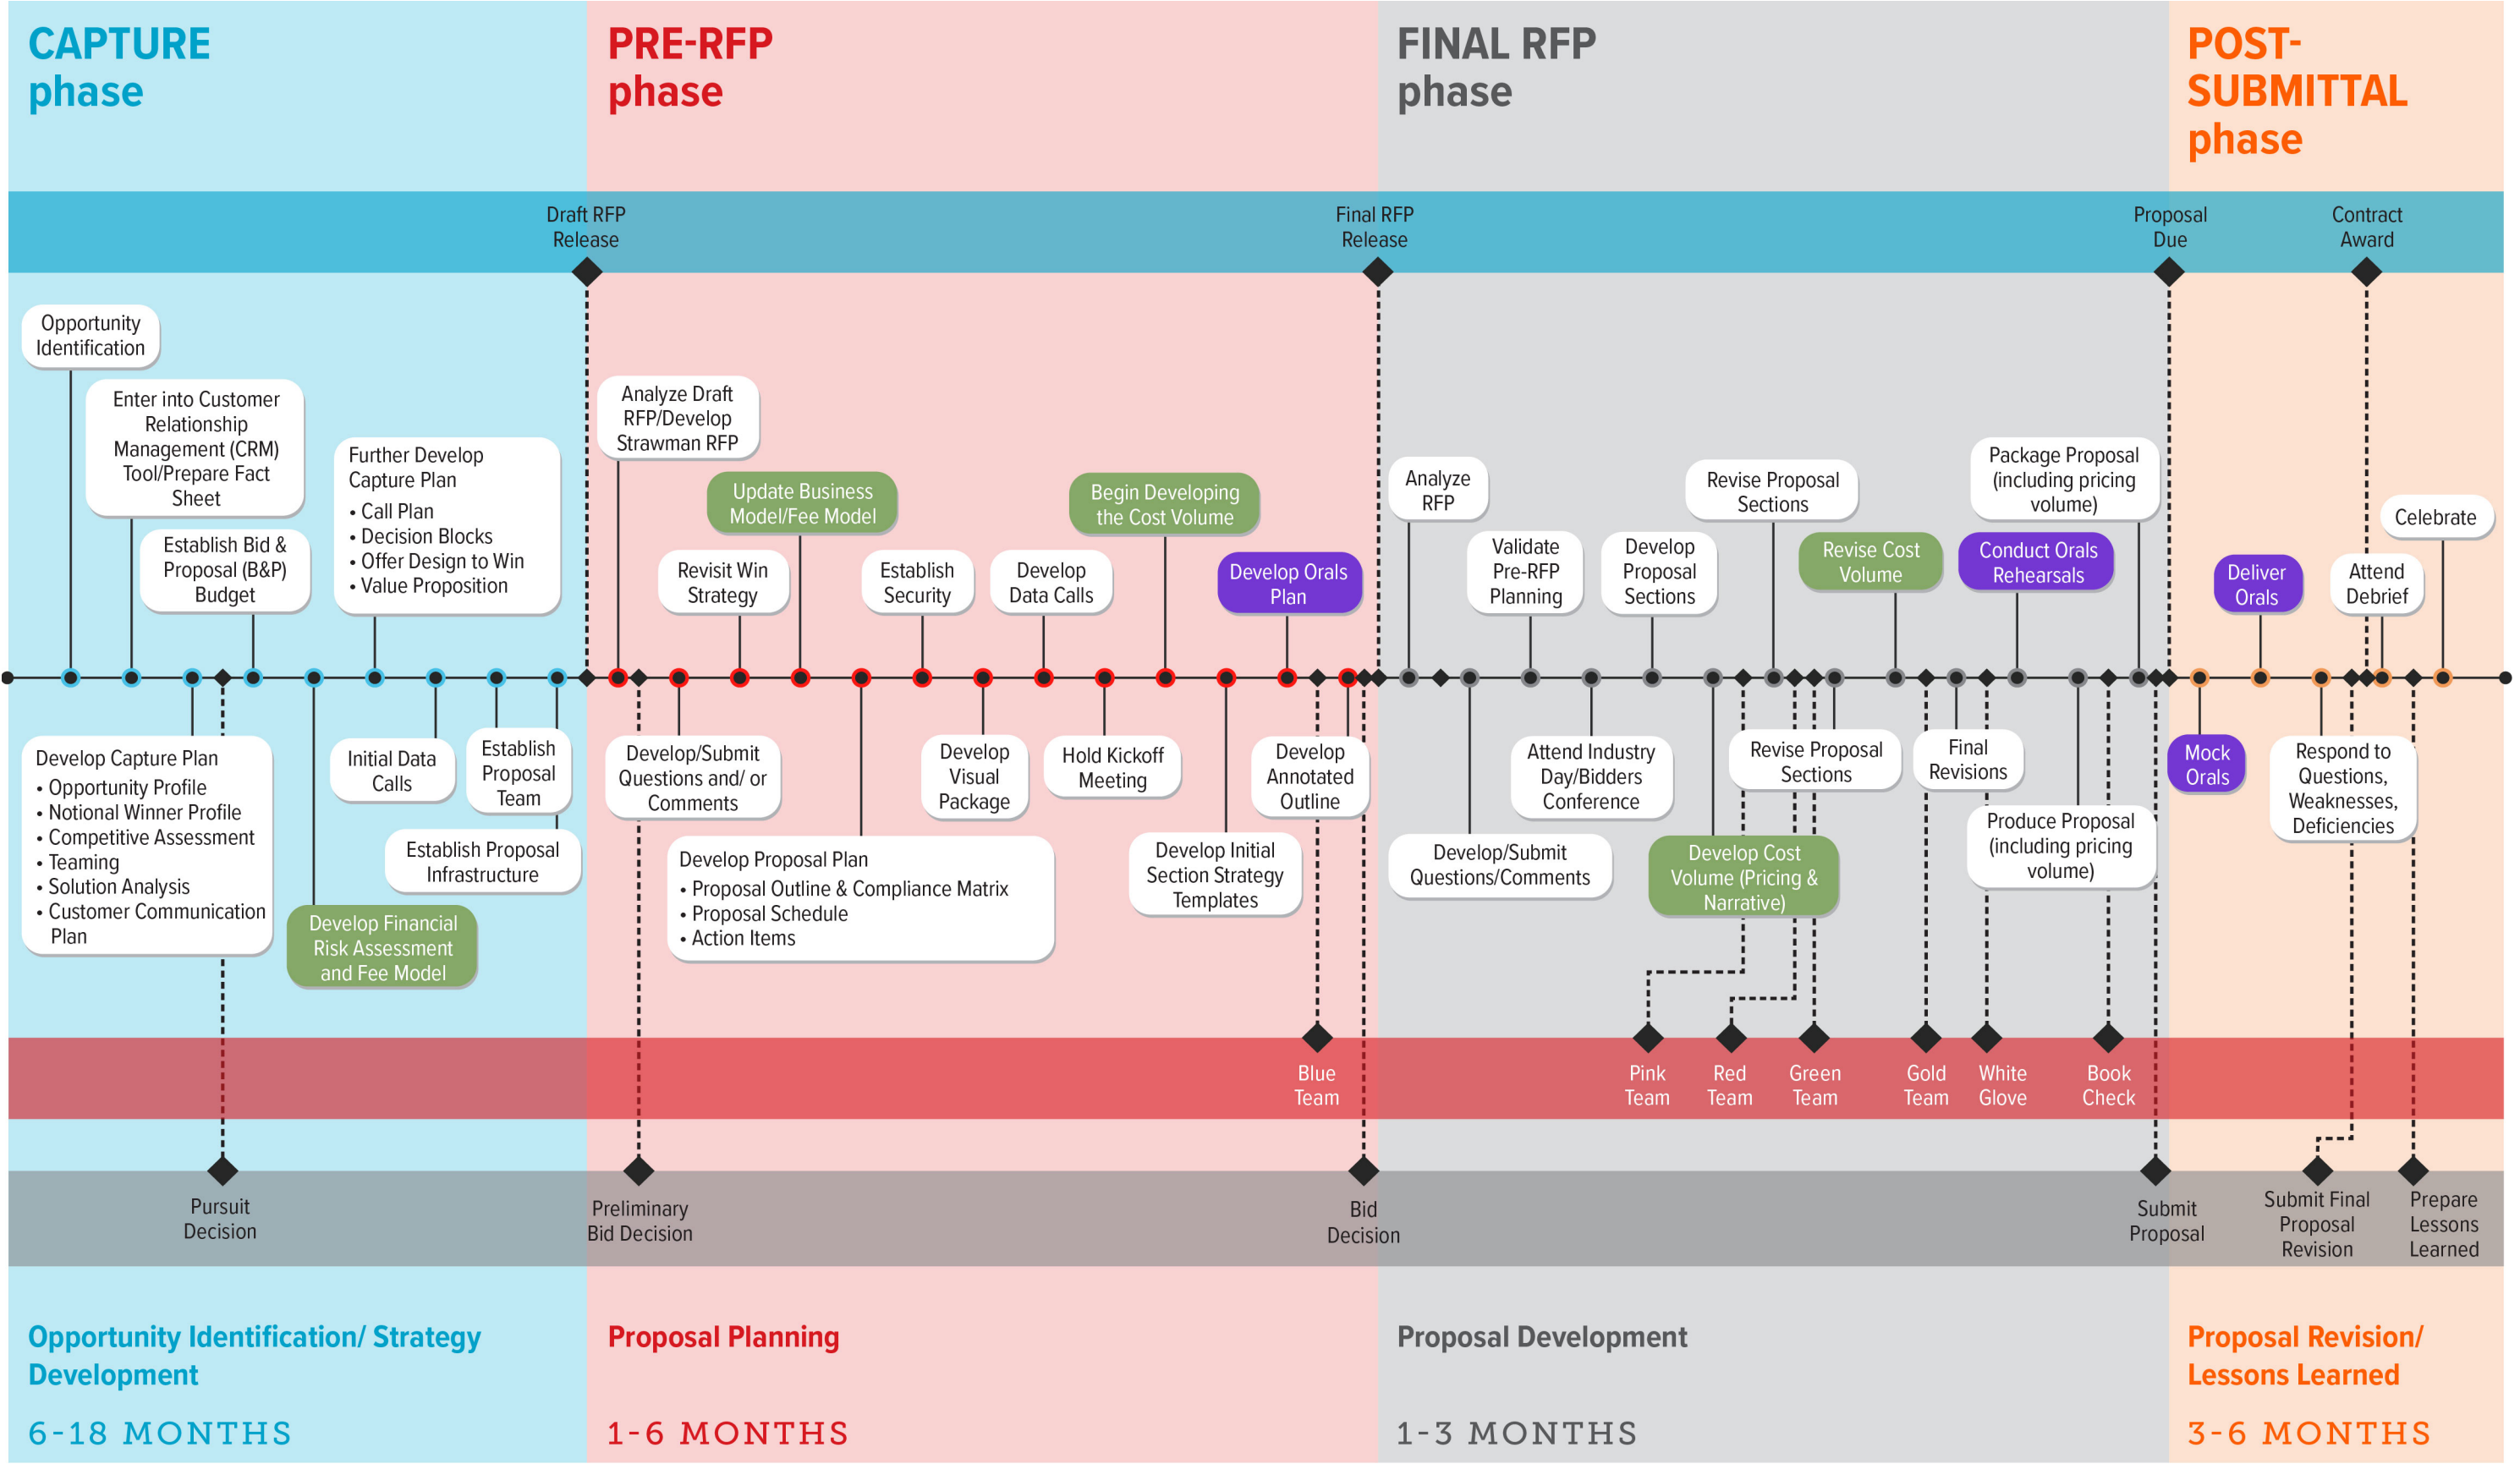 CAPTURE
phase
PRE-RFP
phase
FINAL RFP
phase
POST-
SUBMITTAL
phase
Draft RFP
Release
Final RFP
Release
Proposal
Due
Contract
Award
Opportunity
Identification
Enter into Customer
Relationship
Management (CRM)
Tool/Prepare Fact
Sheet
Establish Bid &
Proposal (B&P)
Budget
Further Develop
Capture Plan
• Call Plan
• Decision Blocks
• Offer Design to Win
• Value Proposition
Develop Capture Plan
• Opportunity Profile
• Notional Winner Profile
• Competitive Assessment
• Teaming
• Solution Analysis
• Customer Communication
Plan
Develop Financial
Risk Assessment
and Fee Model
Initial Data
Calls
Establish
Proposal
Team
Establish Proposal
Infrastructure
Analyze Draft
RFP/Develop
Strawman RFP
Revisit Win
Strategy
Update Business
Model/Fee Model
Establish
Security
Develop
Data Calls
Begin Developing
the Cost Volume
Develop Orals
Plan
Develop/Submit
Questions and/ or
Comments
Develop Proposal Plan
• Proposal Outline & Compliance Matrix
• Proposal Schedule
• Action Items
Develop
Visual
Package
Hold Kickoff
Meeting
Develop Initial
Section Strategy
Templates
Develop
Annotated
Outline
Analyze
RFP
Validate
Pre-RFP
Planning
Develop
Proposal
Sections
Revise Proposal
Sections
Revise Cost
Volume
Conduct Orals
Rehearsals
Package Proposal
(including pricing
volume)
Develop/Submit
Questions/Comments
Attend Industry
Day/Bidders
Conference
Develop Cost
Volume (Pricing &
Narrative)
Revise Proposal
Sections
Final
Revisions
Produce Proposal
(including pricing
volume)
Deliver
Orals
Attend
Debrief
Celebrate
Mock
Orals
Respond to
Questions,
Weaknesses,
Deficiencies
Blue
Team
Pink
Team
Red
Team
Green
Team
Gold
Team
White
Glove
Book
Check
Pursuit
Decision
Preliminary
Bid Decision
Bid
Decision
Submit
Proposal
Submit Final
Proposal
Revision
Prepare
Lessons
Learned
Opportunity Identification/ Strategy
Development
6-18 MONTHS
Proposal Planning
1-6 MONTHS
Proposal Development
1-3 MONTHS
Proposal Revision/
Lessons Learned
3-6 MONTHS